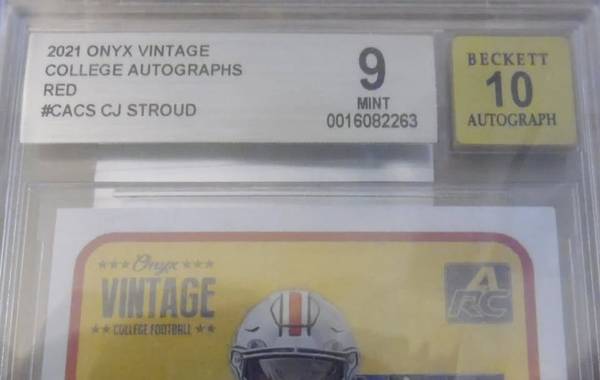 2021 ONYX VINTAGE
COLLEGE AUTOGRAPHS
RED
#CACS CJ STROUD
9
MINT
0016082263
BECKETT
10
AUTOGRAPH
Onyx
VINTAGE
COLLEGE FOOTBALL
ARC